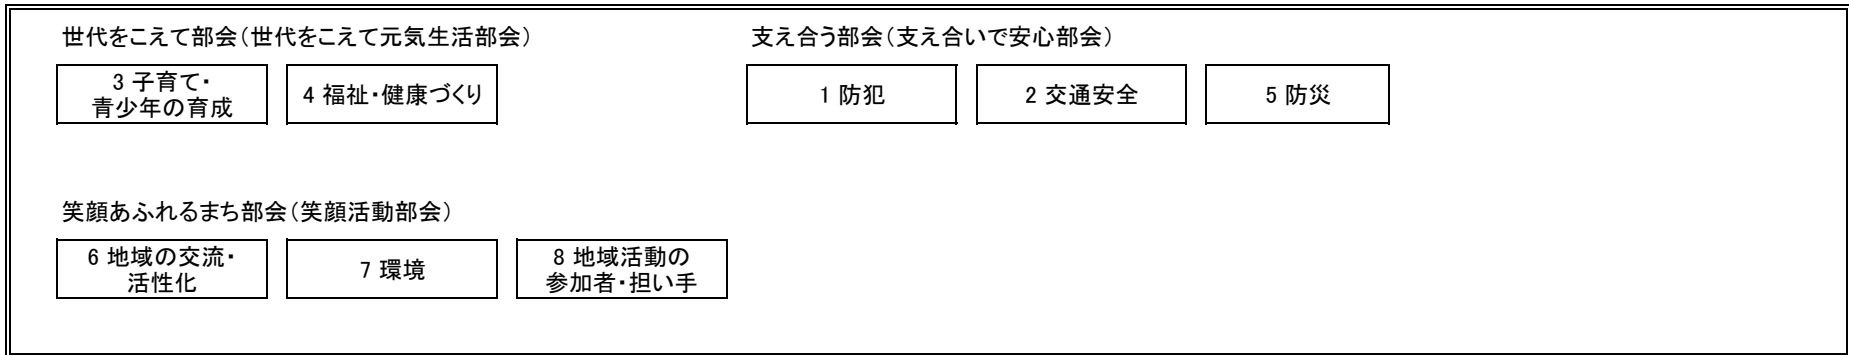 世代をこえて部会(世代をこえて元気生活部会)
3 子育て・
青少年の育成
4 福祉・健康づくり
支え合う部会(支え合いで安心部会)
1 防犯
2 交通安全
5 防災
笑顔あふれるまち部会(笑顔活動部会)
6 地域の交流・
活性化
7 環境
8 地域活動の
参加者・担い手